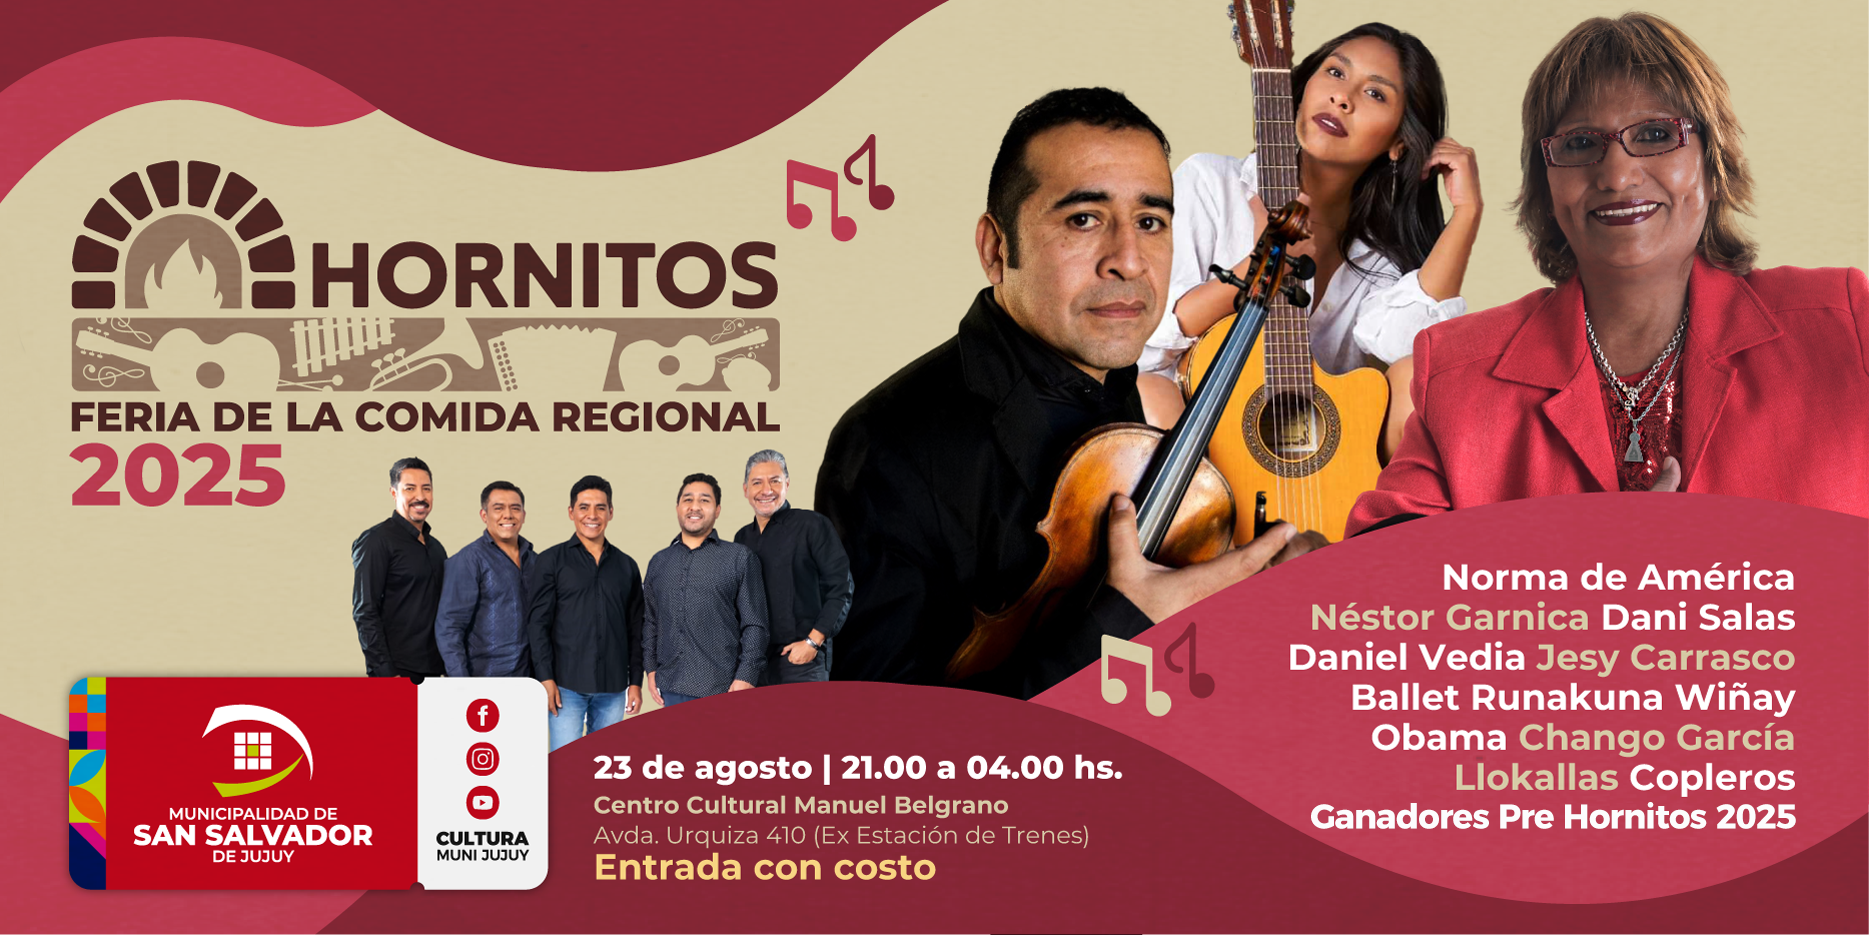 HORNITOS
FERIA DE LA COMIDA REGIONAL
2025
Norma de América
Néstor Garnica Dani Salas
Daniel Vedia Jesy Carrasco
Ballet Runakuna Wiñay
Obama Chango García
Llokallas Copleros
Ganadores Pre Hornitos 2025
23 de agosto | 21.00 a 04.00 hs.
Centro Cultural Manuel Belgrano
Avda. Urquiza 410 (Ex Estación de Trenes)
Entrada con costo
MUNICIPALIDAD DE
SAN SALVADOR
DE JUJUY
CULTURA
MUNI JUJUY